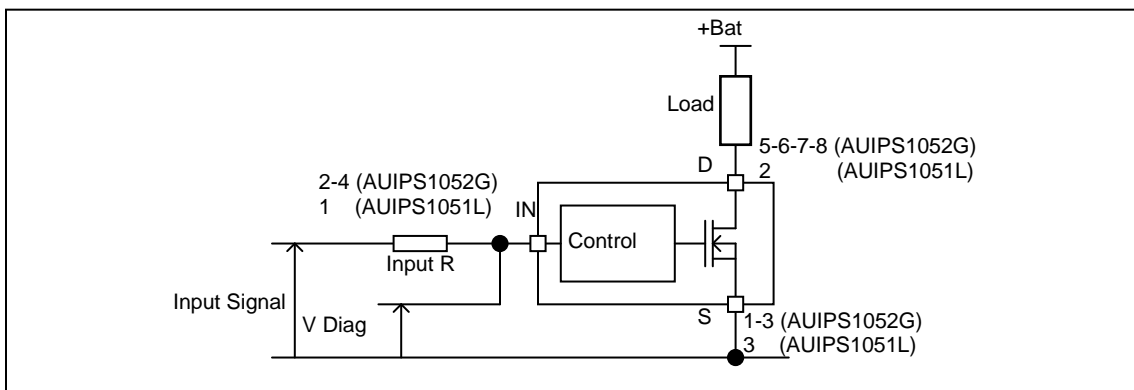 +Bat
Load
5-6-7-8 (AUIPS1052G)
D
2 (AUIPS1051L)
2-4 (AUIPS1052G)
1 (AUIPS1051L)
IN
Control
Input R
Input Signal
V Diag
S
1-3 (AUIPS1052G)
3 (AUIPS1051L)